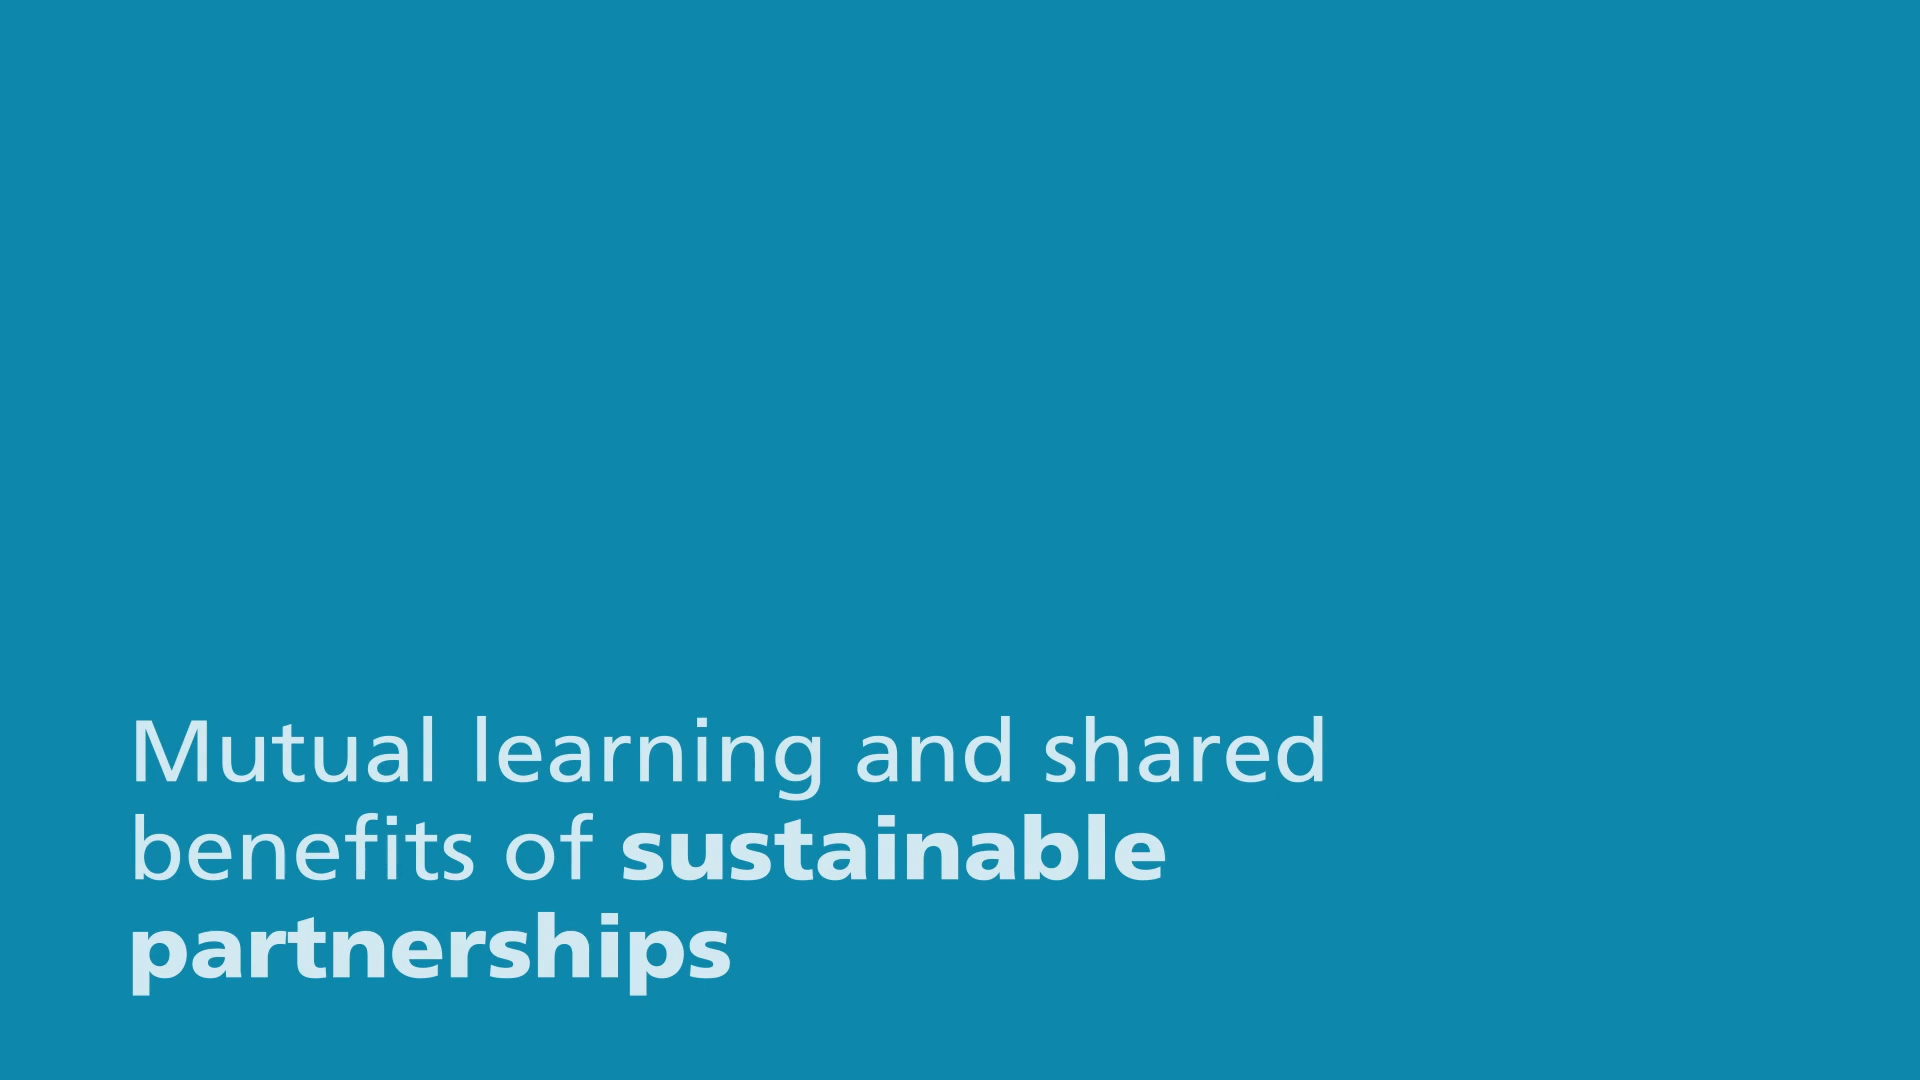 Mutual learning and shared
benefits of sustainable
partnerships